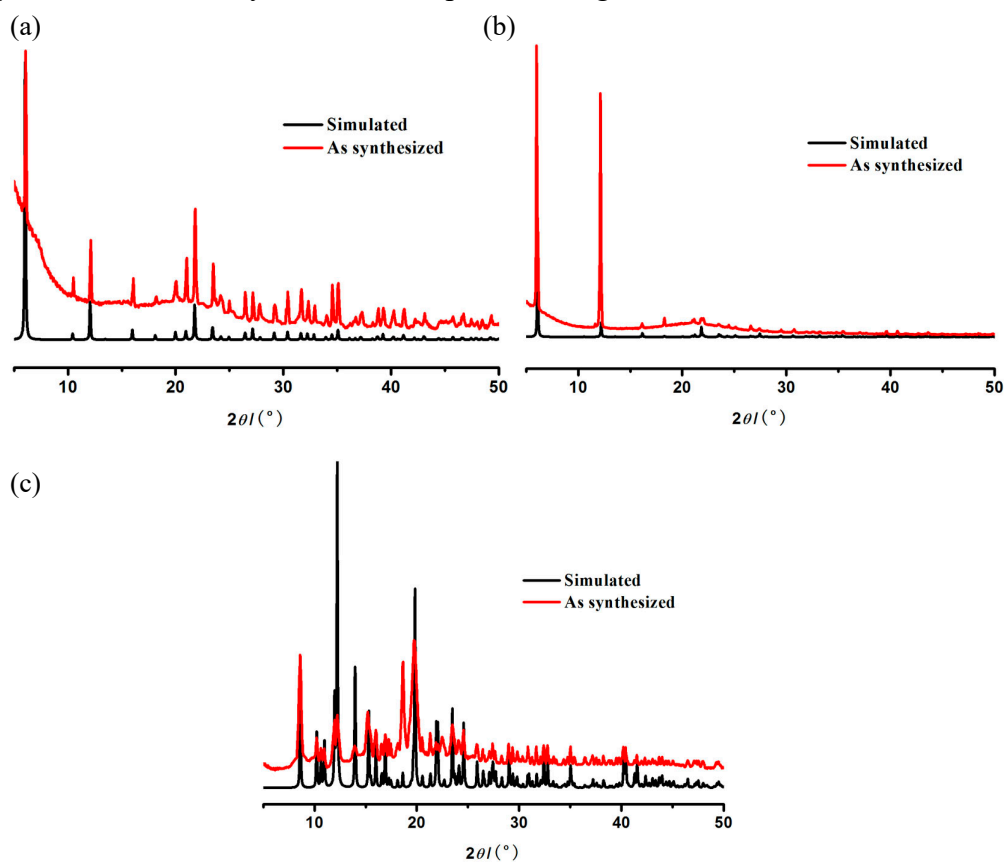 (a)
Simulated
As synthesized
10 20 30 40 50
2θ/(°)
(b)
Simulated
As synthesized
10 20 30 40 50
2θ/(°)
(c)
Simulated
As synthesized
10 20 30 40 50
2θ/(°)